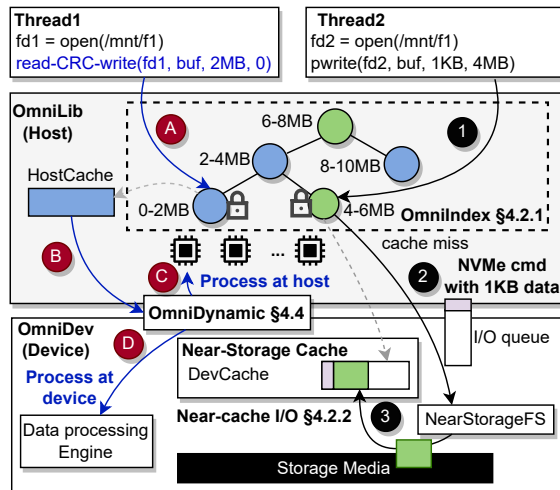 Thread1
fd1 = open(/mnt/f1)
read-CRC-write(fd1, buf, 2MB, 0)
Thread2
fd2 = open(/mnt/f1)
pwrite(fd2, buf, 1KB, 4MB)
OmniLib
(Host)
A
6-8MB
1
2-4MB
8-10MB
HostCache
0-2MB
4-6MB
OmniIndex §4.2.1
cache miss
B
...
C
Process at host
2
NVMe cmd
with 1KB data
OmniDynamic §4.4
I/O queue
OmniDev
(Device)
D
Near-Storage Cache
DevCache
Process at
device
Near-cache I/O §4.2.2
3
NearStorageFS
Data processing
Engine
Storage Media